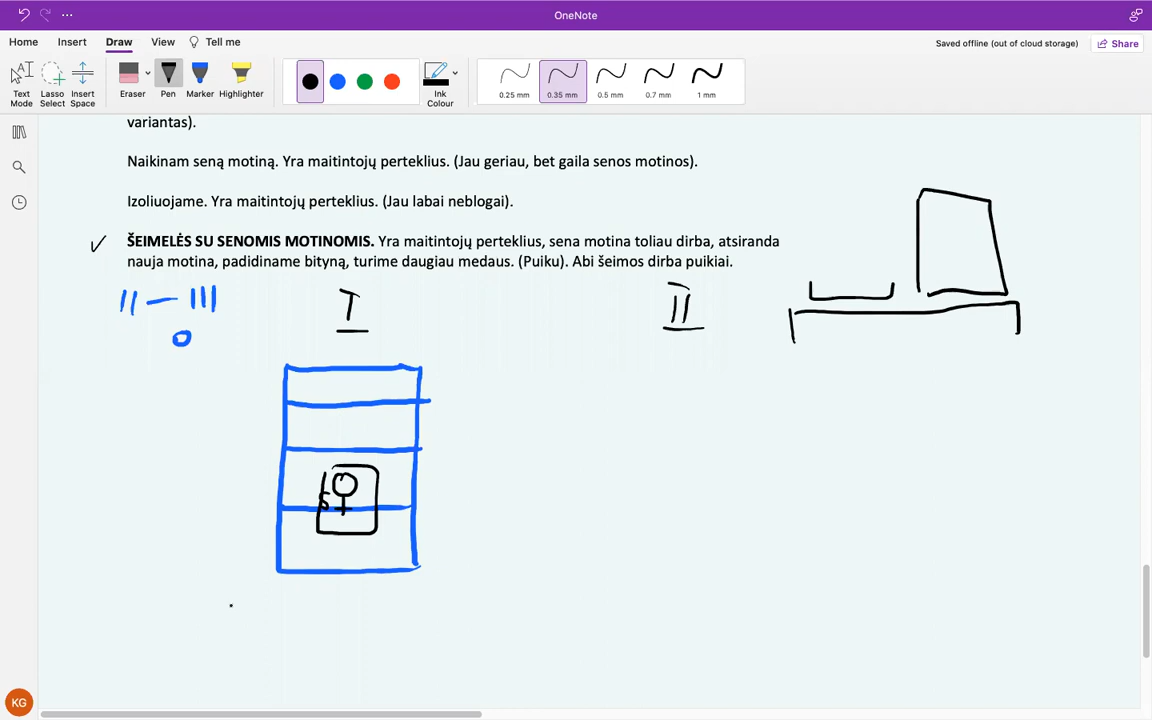 OneNote
Home Insert Draw View Tell me
Saved offline (out of cloud storage) Share
Text Mode
Lasso Select
Insert Space
Eraser
Pen
Marker
Highlighter
Ink Colour
0.25 mm
0.35 mm
0.5 mm
0.7 mm
1 mm
variantas).
Naikinam seną motiną. Yra maitintojų perteklius. (Jau geriau, bet gaila senos motinos).
Izoliuojame. Yra maitintojų perteklius. (Jau labai neblogai).
ŠEIMELĖS SU SENOMIS MOTINOMIS. Yra maitintojų perteklius, sena motina toliau dirba, atsiranda
nauja motina, padidiname bityną, turime daugiau medaus. (Puiku). Abi šeimos dirba puikiai.
II – III
I
II
KG